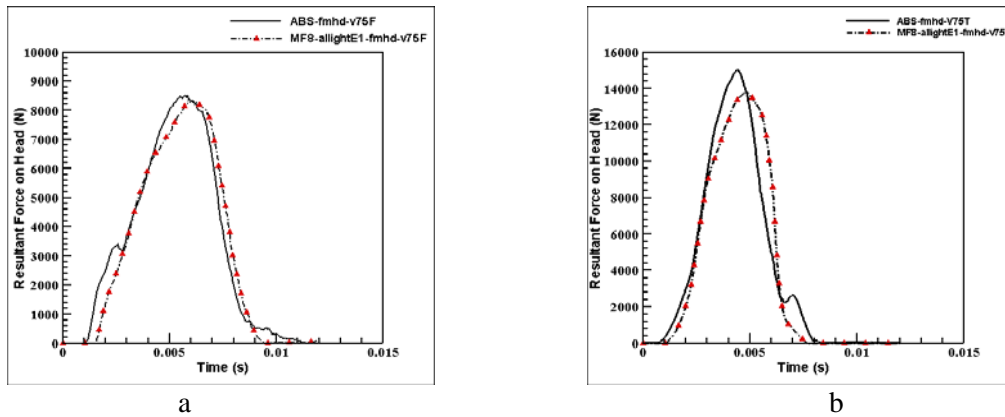 ABS-fmhd-v75F
MF8-allightE1-fmhd-v75F
10000
9000
8000
7000
6000
5000
4000
3000
2000
1000
0
Resultant Force on Head (N)
0
0.005
0.01
0.015
Time (s)
a
ABS-fmhd-V75T
MF8-allightE1-fmhd-v75
16000
14000
12000
10000
8000
6000
4000
2000
0
Resultant Force on Head (N)
0
0.005
0.01
0.015
Time (s)
b